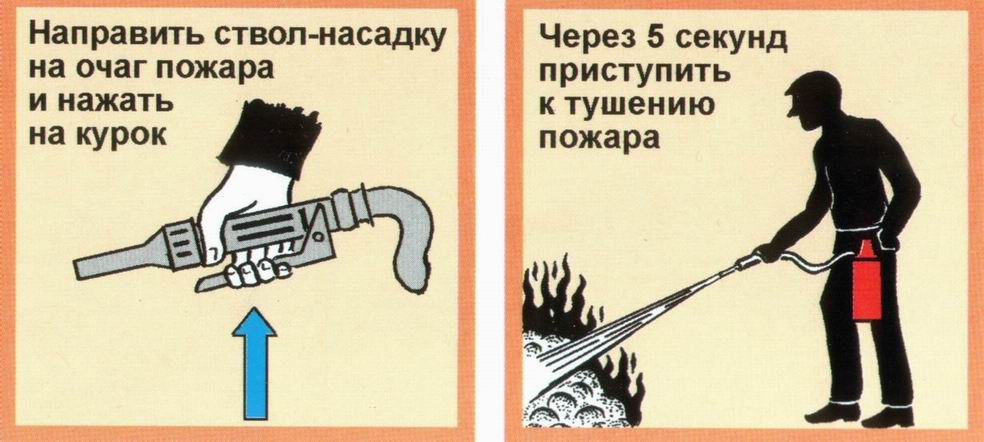 Направить ствол-насадку
на очаг пожара
и нажать
на курок
Через 5 секунд
приступить
к тушению
пожара